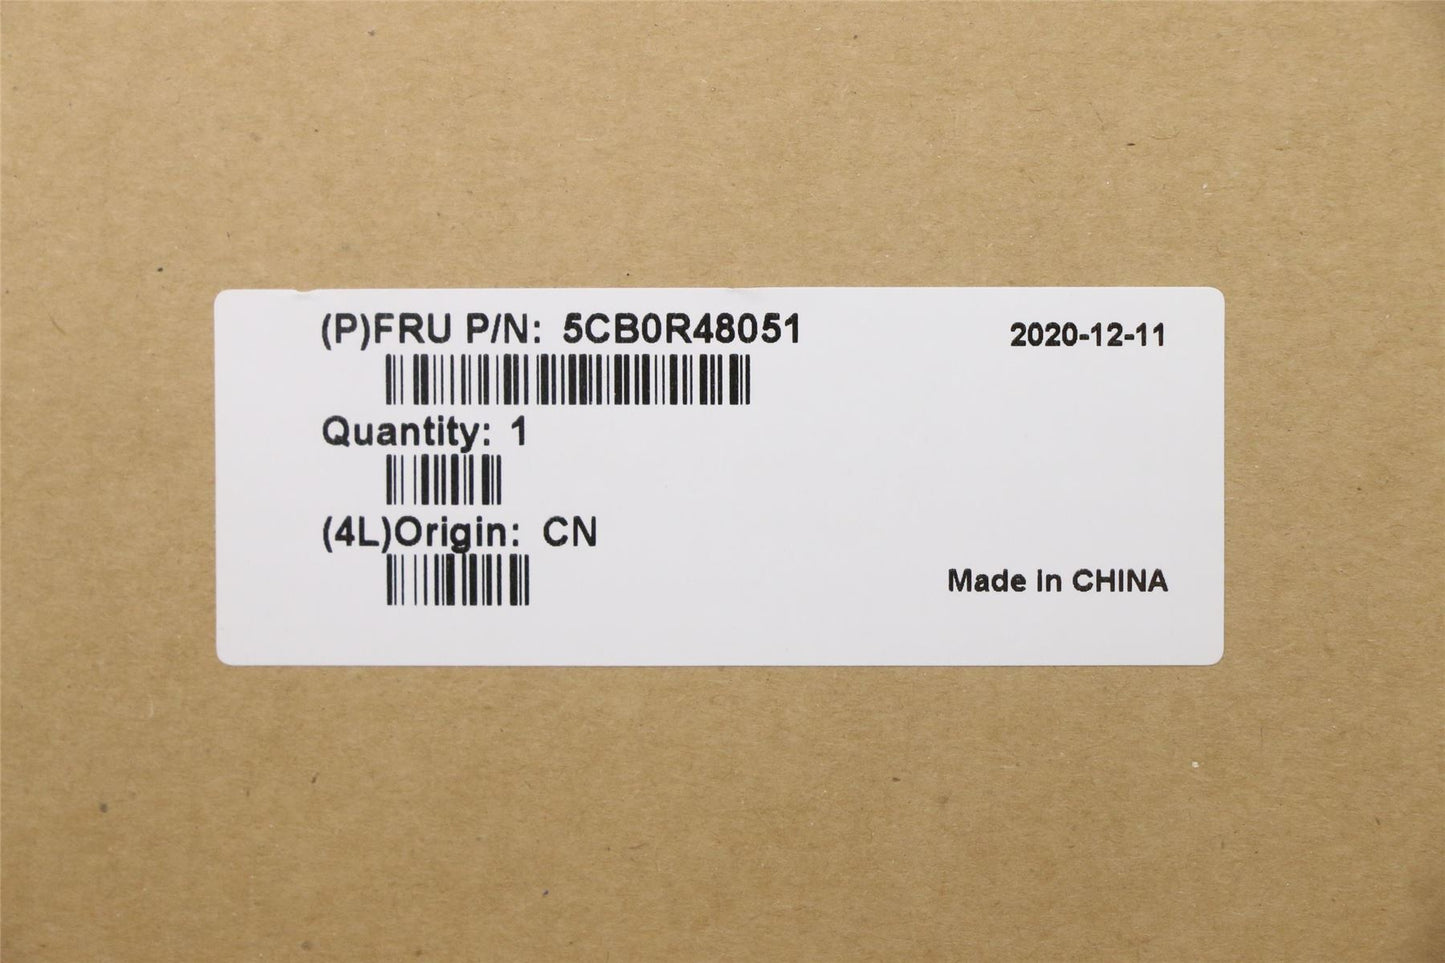 (P)FRU P/N: 5CB0R48051
2020-12-11
Quantity: 1
(4L)Origin: CN
Made In CHINA